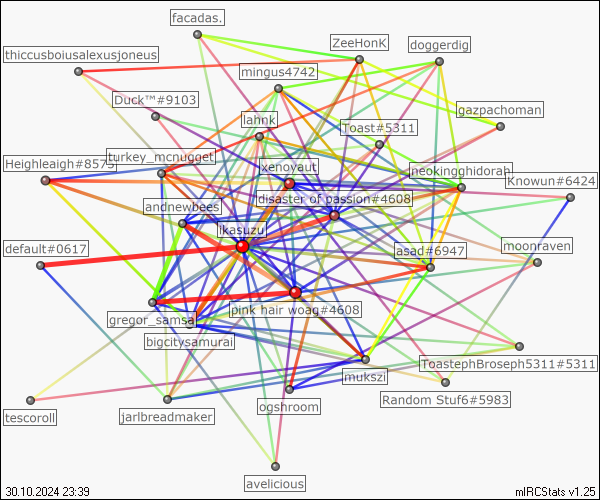 facadas.
ZeeHonK
doggerdig
thiccusboiusalexusjoneus
mingus4742
Duck™#9103
gazpachoman
lahnk
Toast#5311
turkey_mcnugget
Heighleaigh#8575
xenoyaut
neokingghidorah
Knowun#6424
disaster of passion#4608
andnewbees
ikasuzu
default#0617
asad#6947
moonraven
gregor_samsa
pink hair woag#4608
bigcitysamurai
ToastephBroseph5311#5311
mukszi
Random Stuf6#5983
ogshroom
tescoroll
jarlbreadmaker
avelicious
30.10.2024 23:39
mIRCStats v1.25